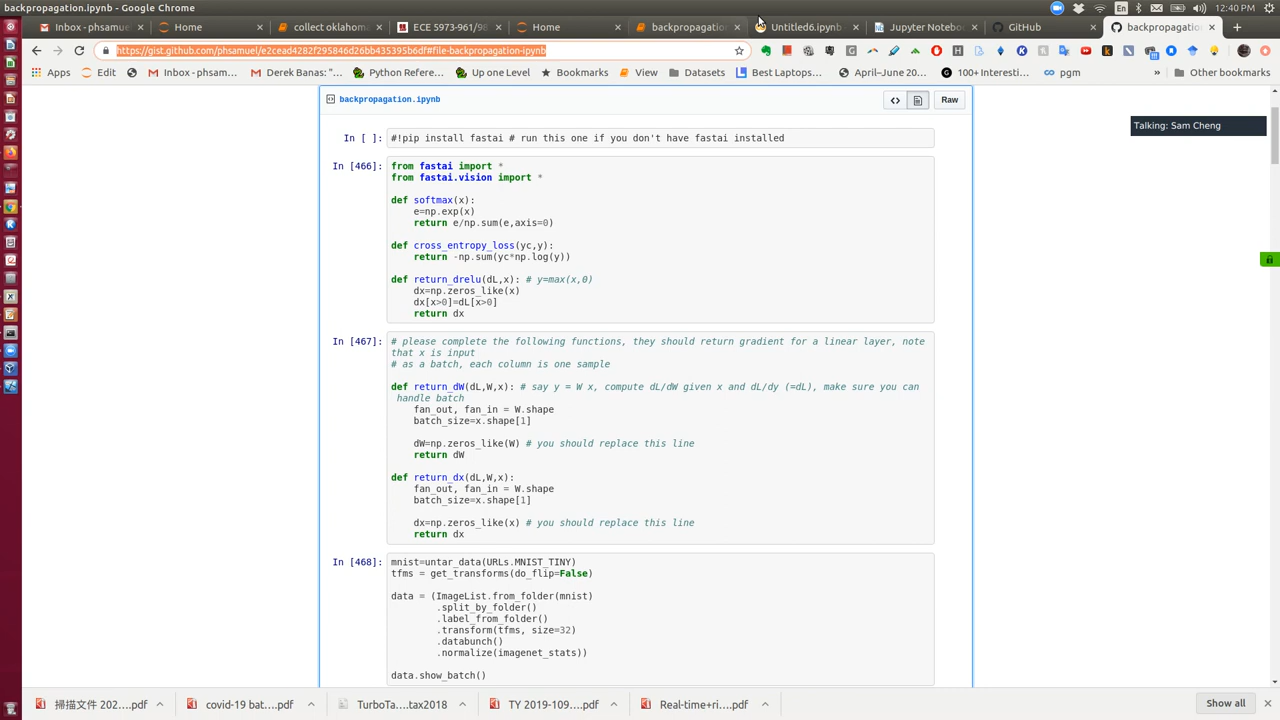 backpropagation.ipynb - Google Chrome
En
12:40 PM
Inbox - phsamuel
Home
collect oklahoma
ECE 5973-961/98
Home
backpropagation
Untitled6.ipynb
Jupyter Notebook
GitHub
backpropagation
https://gist.github.com/phsamuel/e2cead4282f295846d26bb435395b6df#file-backpropagation-ipynb
Apps
Edit
Inbox - phsam...
Derek Banas: P...
Python Refere...
Up one Level
Bookmarks
View
Datasets
Best Laptops...
April–June 20...
100+ Interesti...
pgm
»
Other bookmarks
backpropagation.ipynb
Raw
Talking: Sam Cheng
In [ ]: #!pip install fastai # run this one if you don't have fastai installed
In [466]: from fastai import *
from fastai.vision import *
def softmax(x):
e=np.exp(x)
return e/np.sum(e,axis=0)
def cross_entropy_loss(yc,y):
return -np.sum(yc*np.log(y))
def return_drelu(dL,x): # y=max(x,0)
dx=np.zeros_like(x)
dx[x>0]=dL[x>0]
return dx
In [467]: # please complete the following functions, they should return gradient for a linear layer, note
that x is input
# as a batch, each column is one sample
def return_dW(dL,W,x): # say y = W x, compute dL/dW given x and dL/dy (=dL), make sure you can
handle batch
fan_out, fan_in = W.shape
batch_size=x.shape[1]
dW=np.zeros_like(W) # you should replace this line
return dW
def return_dx(dL,W,x):
fan_out, fan_in = W.shape
batch_size=x.shape[1]
dx=np.zeros_like(x) # you should replace this line
return dx
In [468]: mnist=untar_data(URLs.MNIST_TINY)
tfms = get_transforms(do_flip=False)
data = (ImageList.from_folder(mnist)
.split_by_folder()
.label_from_folder()
.transform(tfms, size=32)
.databunch()
.normalize(imagenet_stats))
data.show_batch()
掃描文件 202....pdf
covid-19 bat....pdf
TurboTa....tax2018
TY 2019-109....pdf
Real-time+ri....pdf
Show all